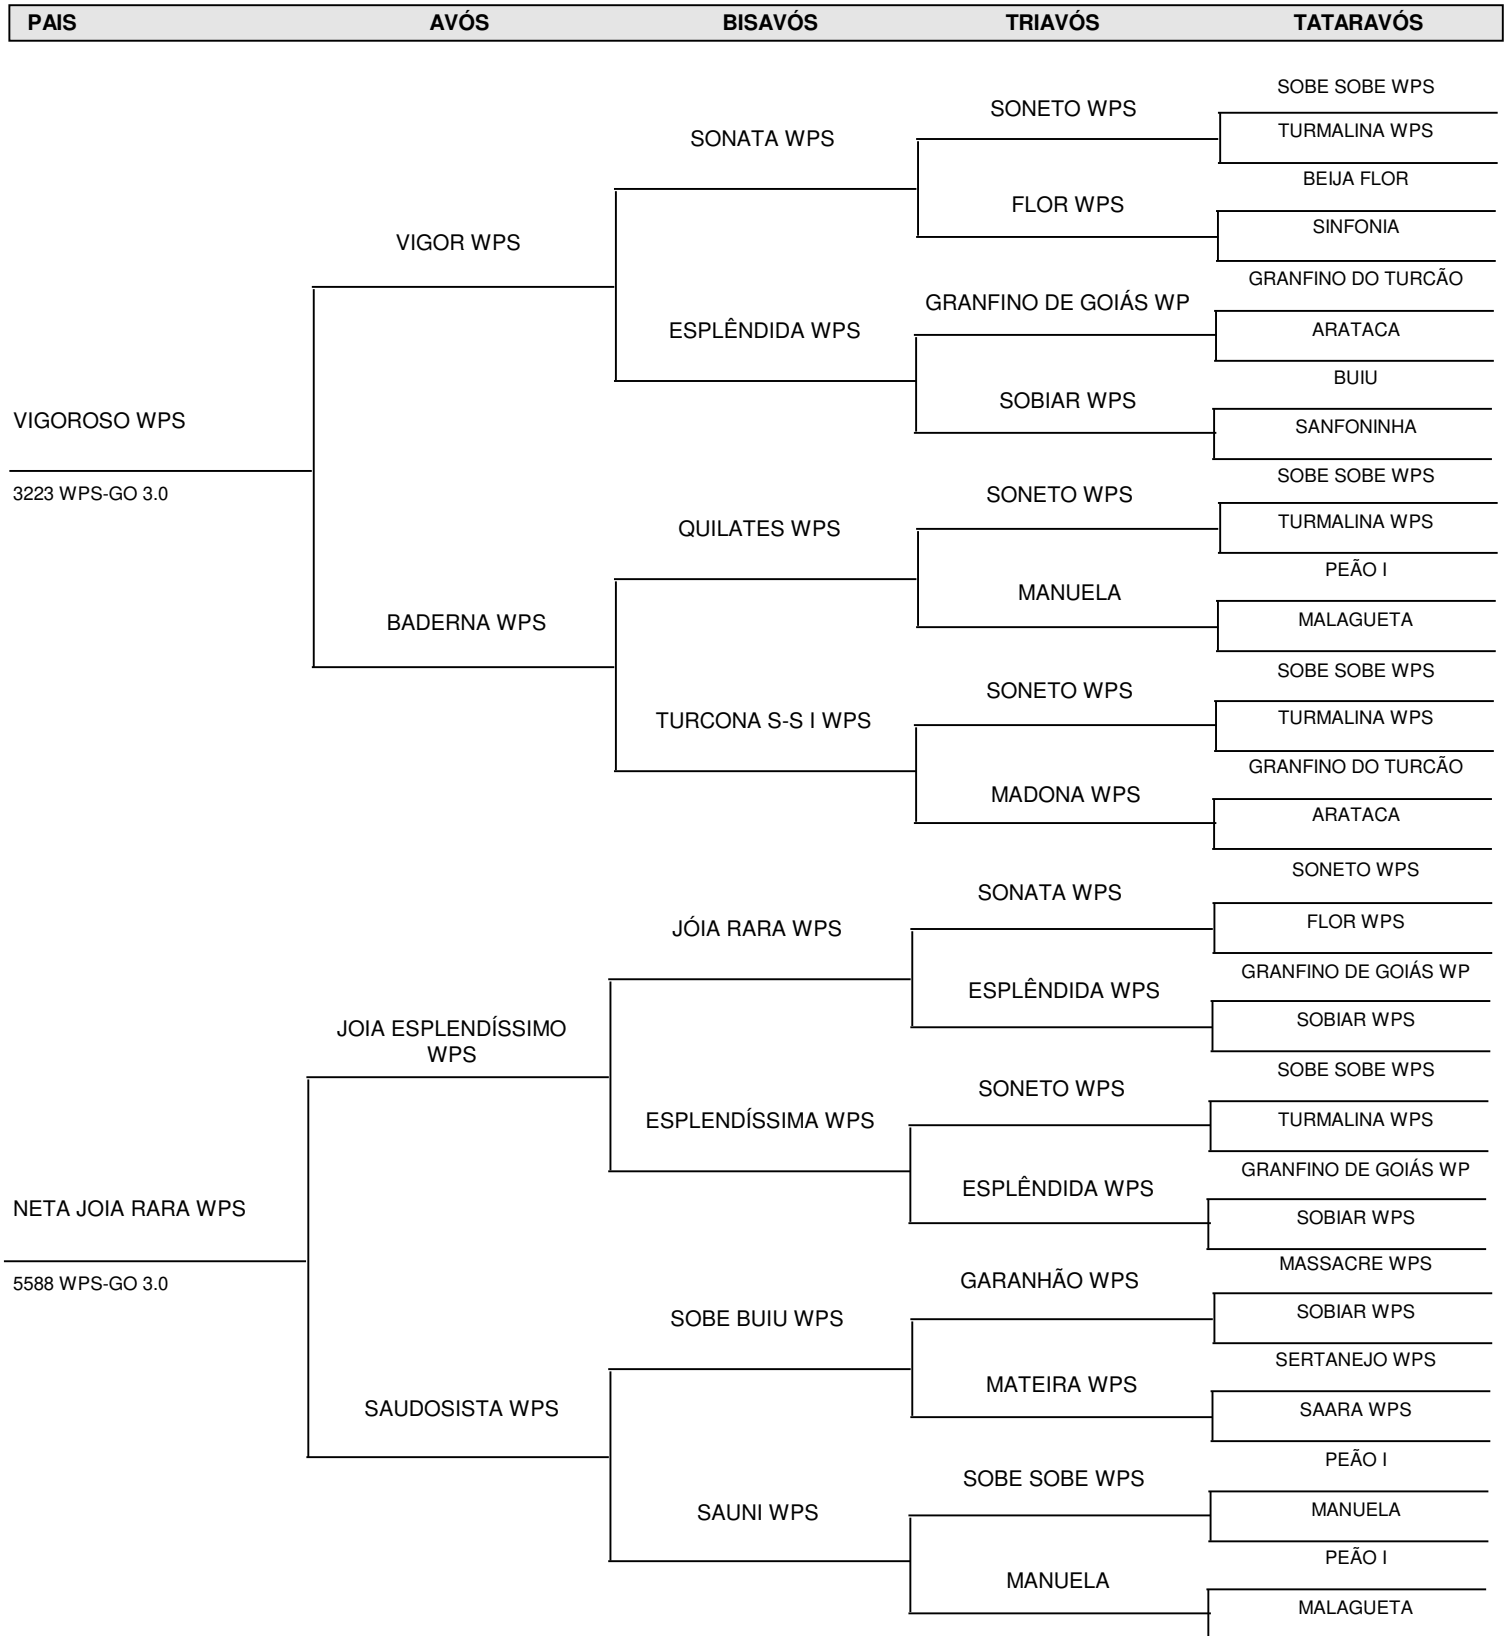 PAIS AVÓS BISAVÓS TRIAVÓS TATARAVÓS
SOBE SOBE WPS
SONETO WPS
TURMALINA WPS
SONATA WPS
BEIJA FLOR
FLOR WPS
SINFONIA
VIGOR WPS
GRANFINO DO TURCÃO
GRANFINO DE GOIÁS WP
ARATACA
ESPLÊNDIDA WPS
BUIU
SOBIAR WPS
SANFONINHA
VIGOROSO WPS
3223 WPS-GO 3.0
SOBE SOBE WPS
SONETO WPS
TURMALINA WPS
QUILATES WPS
PEÃO I
MANUELA
MALAGUETA
BADERNA WPS
SOBE SOBE WPS
SONETO WPS
TURMALINA WPS
TURCONA S-S I WPS
GRANFINO DO TURCÃO
MADONA WPS
ARATACA
SONETO WPS
SONATA WPS
FLOR WPS
JÓIA RARA WPS
GRANFINO DE GOIÁS WP
ESPLÊNDIDA WPS
SOBIAR WPS
JOIA ESPLENDÍSSIMO
WPS
SOBE SOBE WPS
SONETO WPS
TURMALINA WPS
ESPLENDÍSSIMA WPS
GRANFINO DE GOIÁS WP
ESPLÊNDIDA WPS
SOBIAR WPS
NETA JOIA RARA WPS
5588 WPS-GO 3.0
MASSACRE WPS
GARANHÃO WPS
SOBIAR WPS
SOBE BUIU WPS
SERTANEJO WPS
MATEIRA WPS
SAARA WPS
SAUDOSISTA WPS
PEÃO I
SOBE SOBE WPS
MANUELA
SAUNI WPS
PEÃO I
MANUELA
MALAGUETA